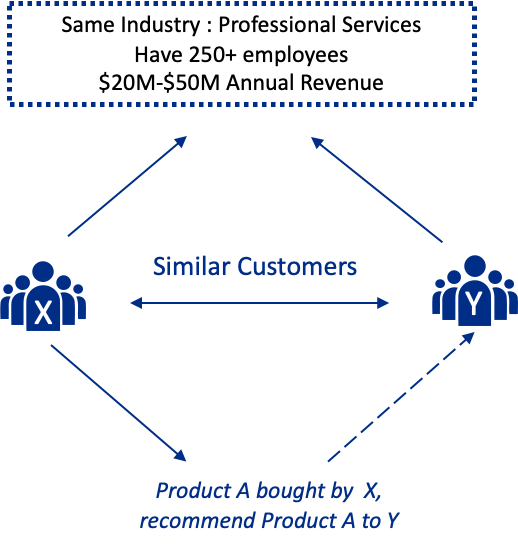 Same Industry : Professional Services
Have 250+ employees
$20M-$50M Annual Revenue
Similar Customers
X
Y
Product A bought by X,
recommend Product A to Y